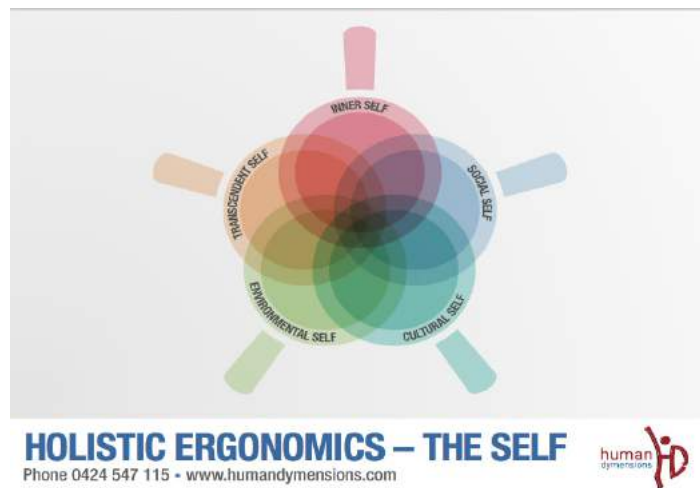 INNER SELF
TRANSCENDENT SELF
SOCIAL SELF
ENVIRONMENTAL SELF
CULTURAL SELF
HOLISTIC ERGONOMICS – THE SELF
Phone 0424 547 115 • www.humandymensions.com
human
dymensions
HD